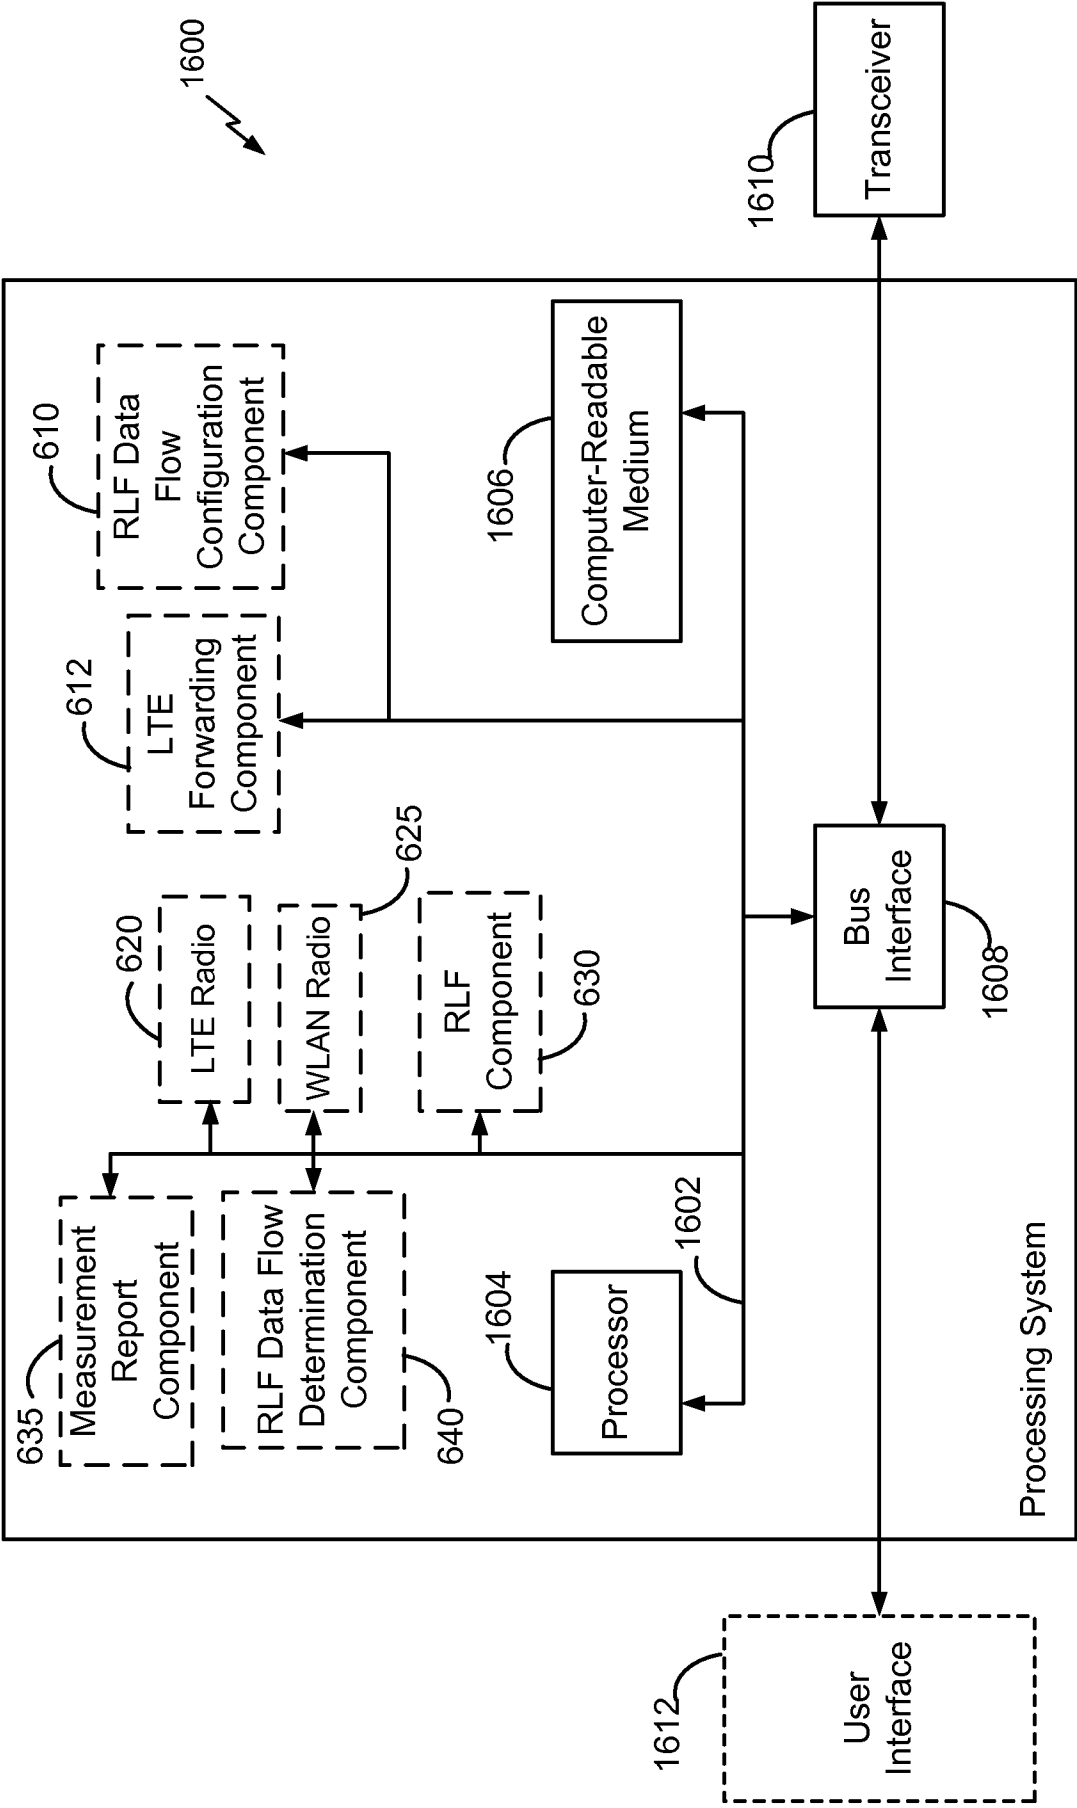 1600
635
Measurement
Report
Component
620
LTE Radio
612
LTE
Forwarding
Component
610
RLF Data
Flow
Configuration
Component
RLF Data Flow
Determination
Component
640
WLAN Radio
625
RLF
Component
630
1604
Processor
1602
1606
Computer-Readable
Medium
1612
User
Interface
Bus
Interface
1608
1610
Transceiver
Processing System